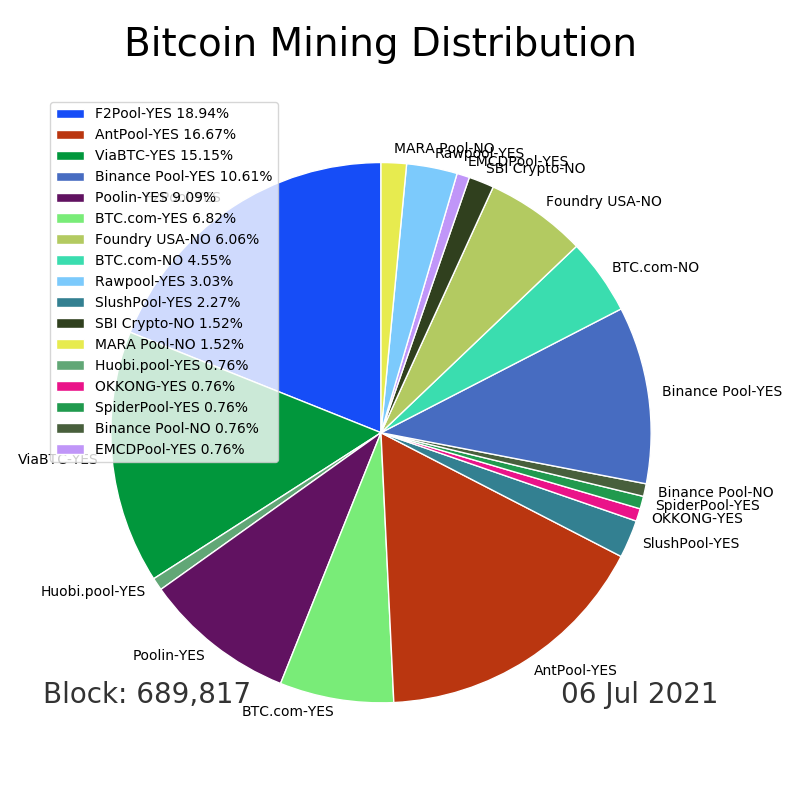 Bitcoin Mining Distribution
F2Pool-YES 18.94%
AntPool-YES 16.67%
ViaBTC-YES 15.15%
Binance Pool-YES 10.61%
Poolin-YES 9.09%
BTC.com-YES 6.82%
Foundry USA-NO 6.06%
BTC.com-NO 4.55%
Rawpool-YES 3.03%
SlushPool-YES 2.27%
SBI Crypto-NO 1.52%
MARA Pool-NO 1.52%
Huobi.pool-YES 0.76%
OKKONG-YES 0.76%
SpiderPool-YES 0.76%
Binance Pool-NO 0.76%
EMCDPool-YES 0.76%
MARA Pool-NO
Rawpool-YES
EMCDPool-YES
SBI Crypto-NO
Foundry USA-NO
BTC.com-NO
Binance Pool-YES
Binance Pool-NO
SpiderPool-YES
OKKONG-YES
SlushPool-YES
AntPool-YES
BTC.com-YES
Poolin-YES
Huobi.pool-YES
ViaBTC-YES
Block: 689,817
06 Jul 2021